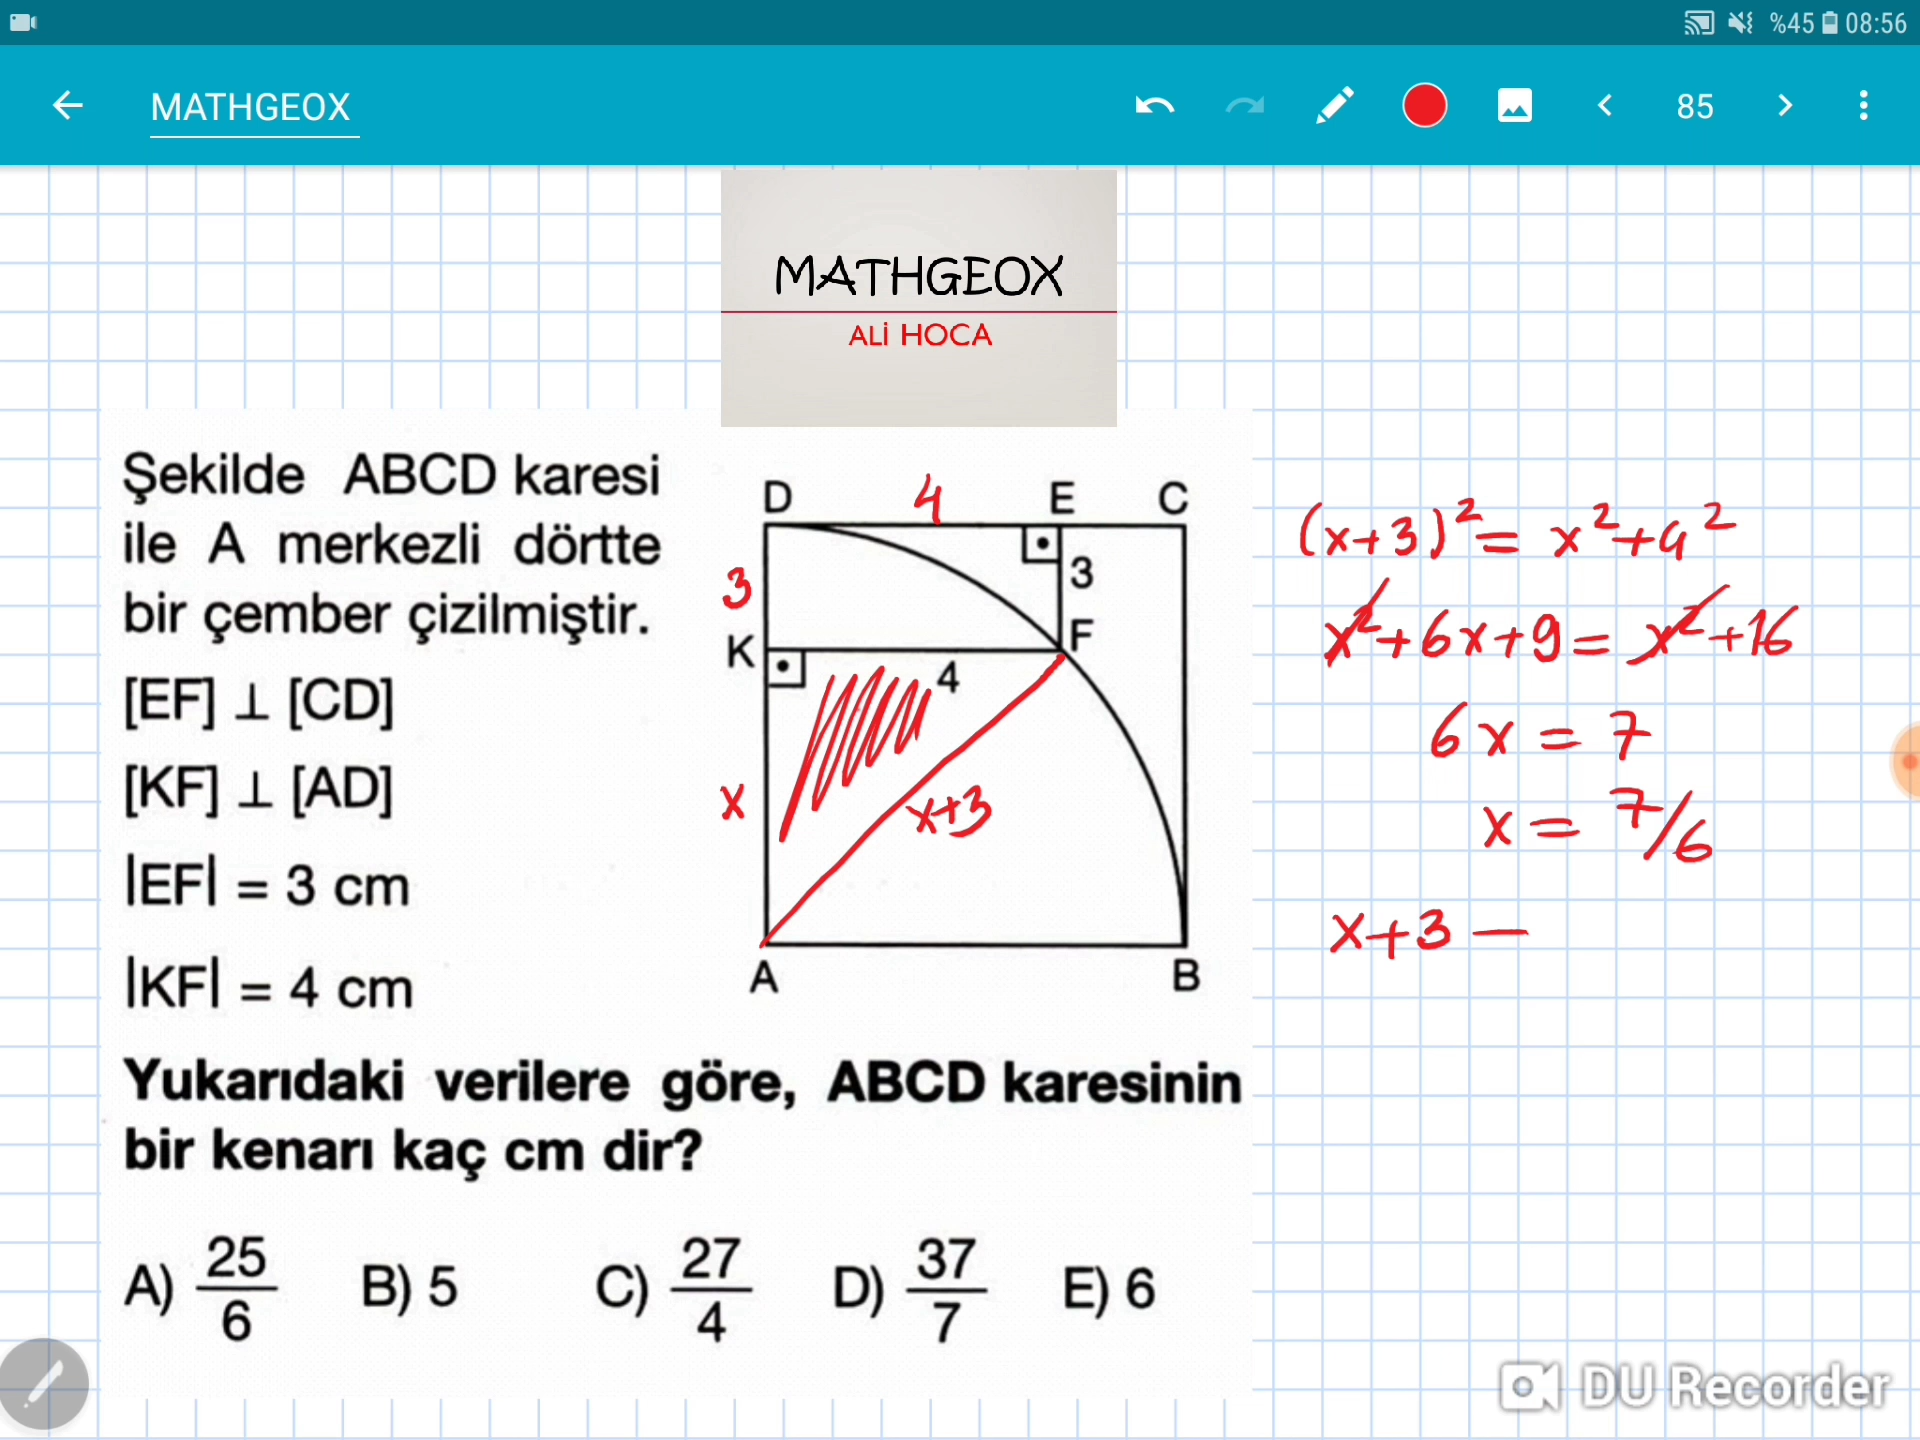 %45 08:56
MATHGEOX
85
MATHGEOX
ALİ HOCA
Şekilde ABCD karesi
ile A merkezli dörtte
bir çember çizilmiştir.
[EF] ⊥ [CD]
[KF] ⊥ [AD]
|EF| = 3 cm
|KF| = 4 cm
D 4 E C
3 3
K F
4
x x+3
A B
(x+3)² = x²+4²
x²+6x+9 = x²+16
6x = 7
x = 7/6
x+3 —
Yukarıdaki verilere göre, ABCD karesinin
bir kenarı kaç cm dir?
A) 25/6 B) 5 C) 27/4 D) 37/7 E) 6
DU Recorder